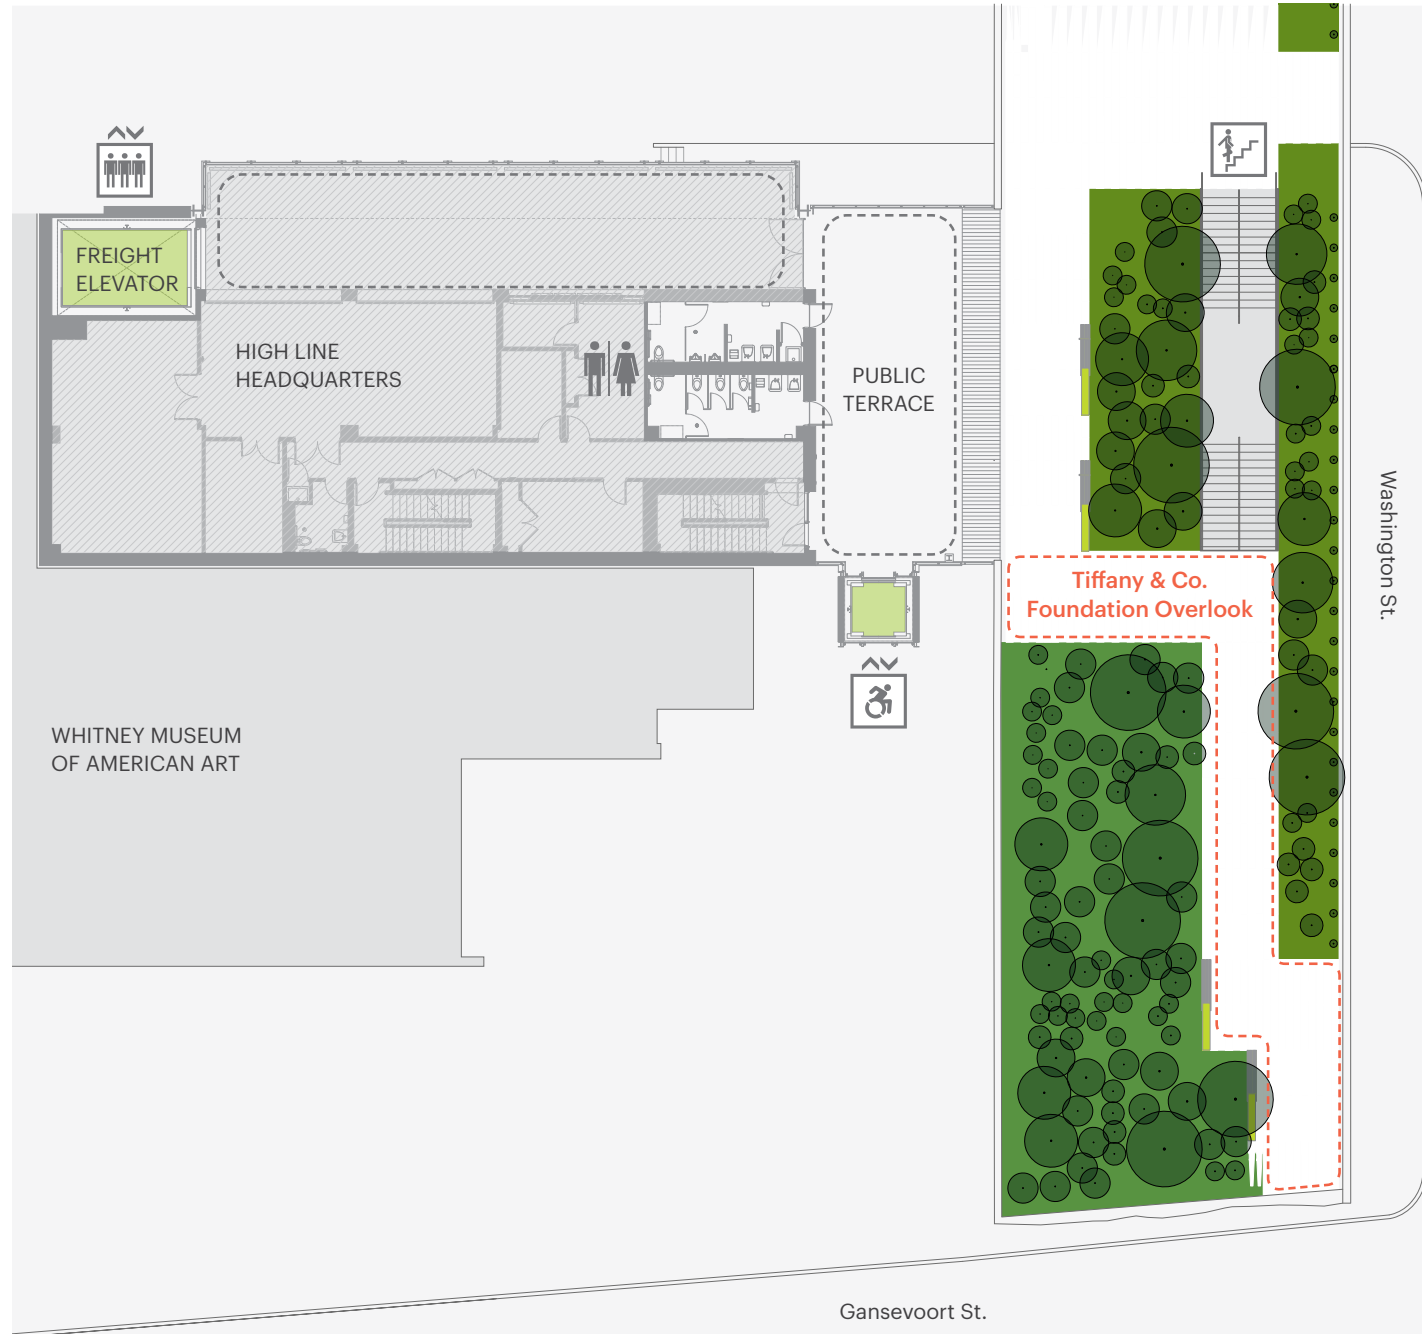 FREIGHT
ELEVATOR
HIGH LINE
HEADQUARTERS
PUBLIC
TERRACE
Washington St.
Tiffany & Co.
Foundation Overlook
WHITNEY MUSEUM
OF AMERICAN ART
Gansevoort St.